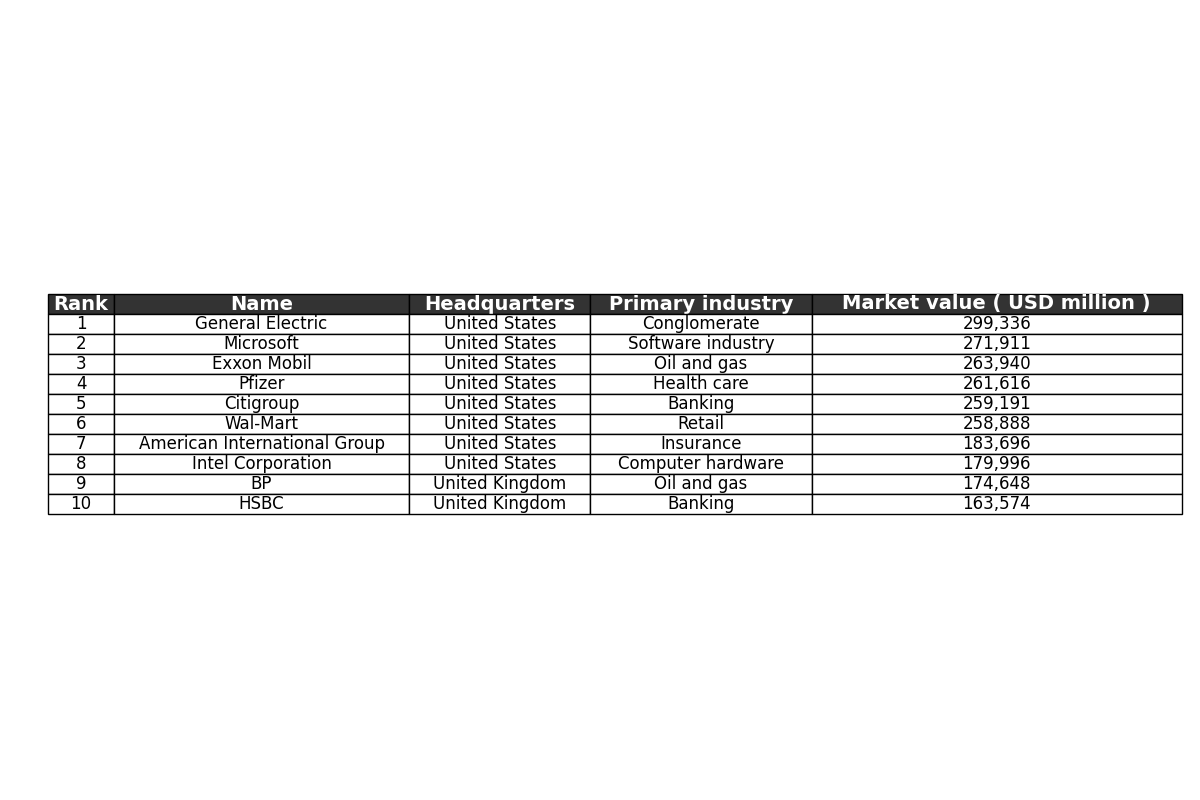 Rank Name Headquarters Primary industry Market value ( USD million )
1 General Electric United States Conglomerate 299,336
2 Microsoft United States Software industry 271,911
3 Exxon Mobil United States Oil and gas 263,940
4 Pfizer United States Health care 261,616
5 Citigroup United States Banking 259,191
6 Wal-Mart United States Retail 258,888
7 American International Group United States Insurance 183,696
8 Intel Corporation United States Computer hardware 179,996
9 BP United Kingdom Oil and gas 174,648
10 HSBC United Kingdom Banking 163,574